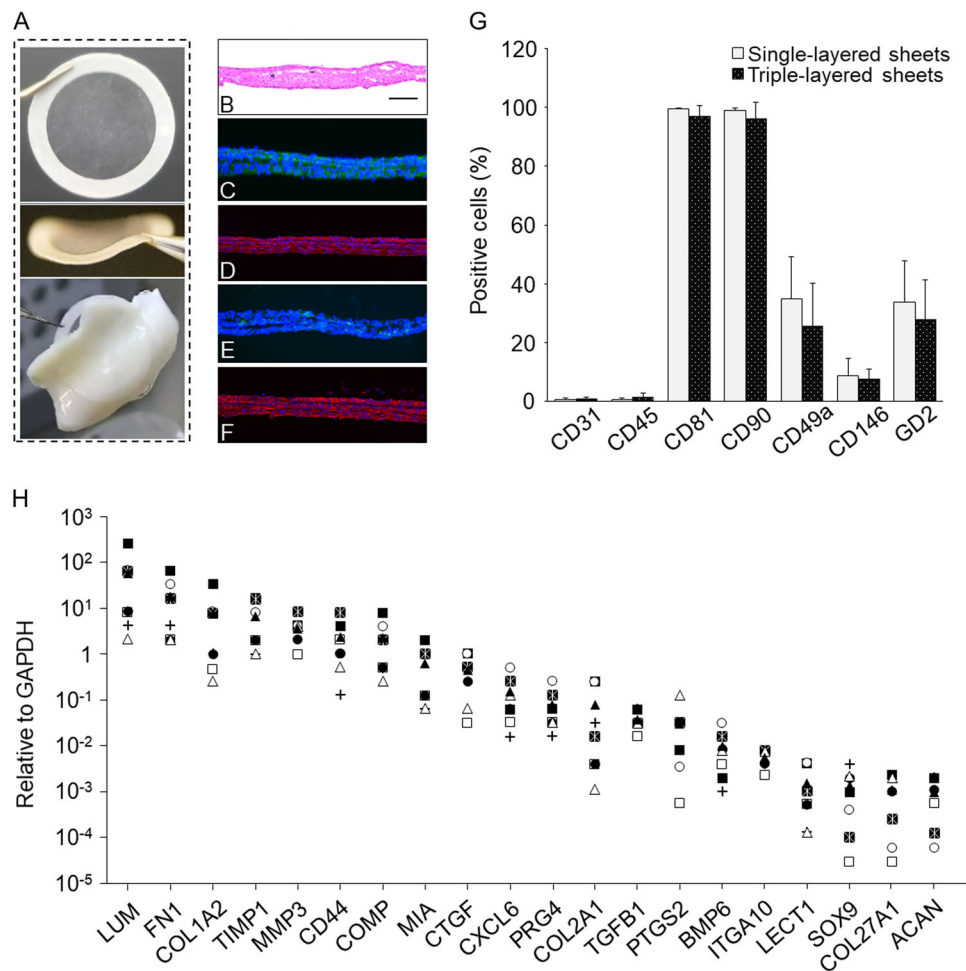 A
B
C
D
E
F
G
120
100
80
60
40
20
0
Positive cells (%)
Single-layered sheets
Triple-layered sheets
CD31
CD45
CD81
CD90
CD49a
CD146
GD2
H
10³
10²
10¹
1
10⁻¹
10⁻²
10⁻³
10⁻⁴
10⁻⁵
Relative to GAPDH
LUM
FN1
COL1A2
TIMP1
MMP3
CD44
COMP
MIA
CTGF
CXCL6
PRG4
COL2A1
TGFB1
PTGS2
BMP6
ITGA10
LECT1
SOX9
COL27A1
ACAN